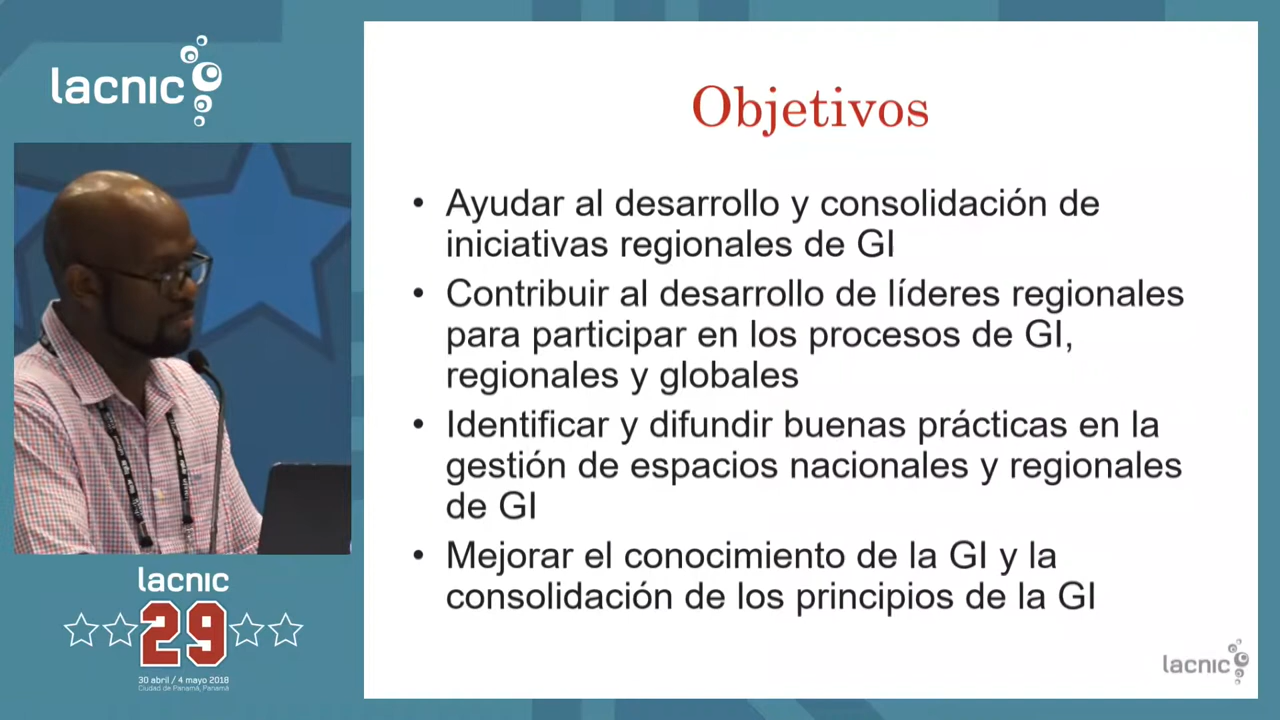 lacnic
Objetivos
• Ayudar al desarrollo y consolidación de
iniciativas regionales de GI
• Contribuir al desarrollo de líderes regionales
para participar en los procesos de GI,
regionales y globales
• Identificar y difundir buenas prácticas en la
gestión de espacios nacionales y regionales
de GI
• Mejorar el conocimiento de la GI y la
consolidación de los principios de la GI
lacnic
29
30 abril / 4 mayo 2018
Ciudad de Panamá, Panamá
lacnic